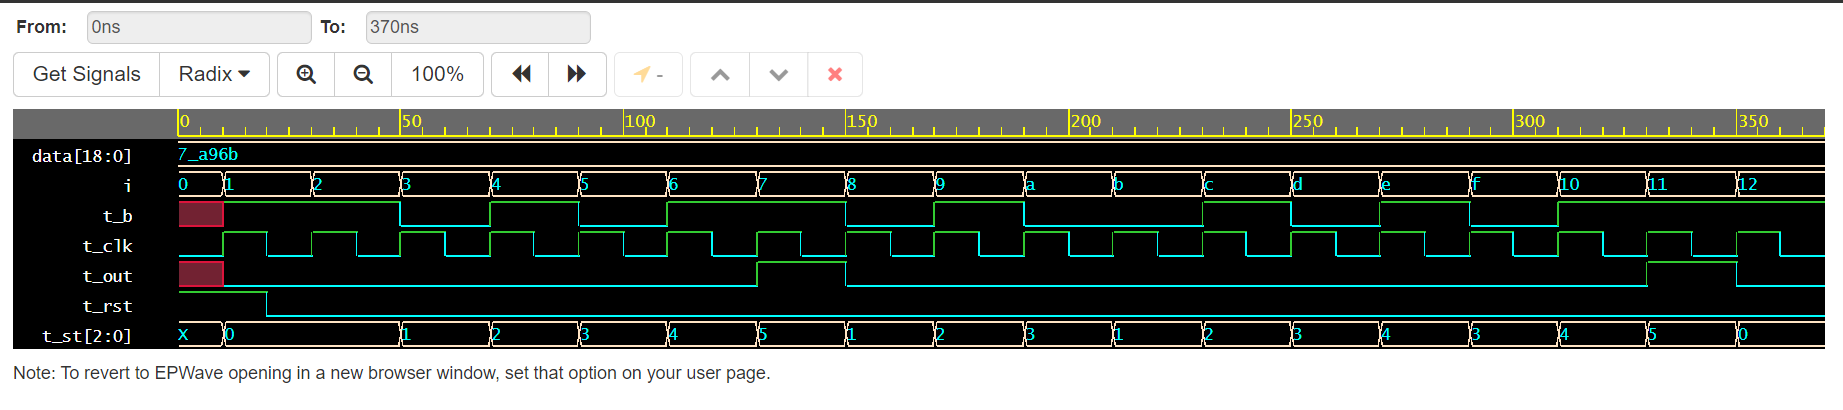 From: 0ns To: 370ns
Get Signals Radix 100% -
0 50 100 150 200 250 300 350
data[18:0] 7_a96b
i 0 1 2 3 4 5 6 7 8 9 a b c d e f 10 11 12
t_b
t_clk
t_out
t_rst
t_st[2:0] X 0 1 2 3 4 5 1 2 3 1 2 3 4 3 4 5 0
Note: To revert to EPWave opening in a new browser window, set that option on your user page.